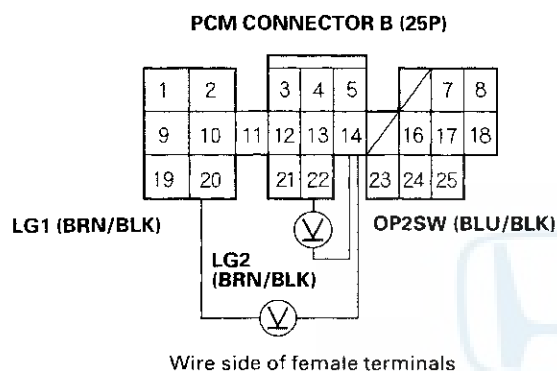 PCM CONNECTOR B (25P)
1 2 3 4 5 7 8
9 10 11 12 13 14 16 17 18
19 20 21 22 23 24 25
LG1 (BRN/BLK)
OP2SW (BLU/BLK)
LG2
(BRN/BLK)
V
V
Wire side of female terminals